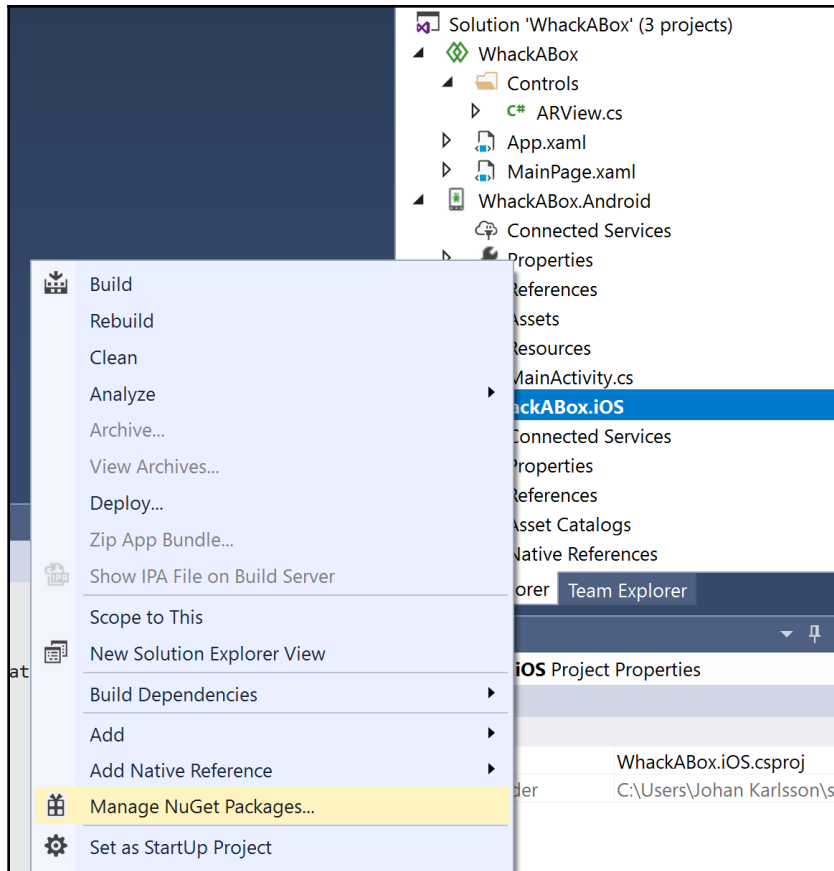 Solution 'WhackABox' (3 projects)
WhackABox
Controls
C# ARView.cs
App.xaml
MainPage.xaml
WhackABox.Android
Connected Services
Properties
References
Assets
Resources
MainActivity.cs
ackABox.iOS
Connected Services
Properties
References
Asset Catalogs
Native References
orer
Team Explorer
Build
Rebuild
Clean
Analyze
Archive...
View Archives...
Deploy...
Zip App Bundle...
IPA Show IPA File on Build Server
Scope to This
New Solution Explorer View
Build Dependencies
Add
Add Native Reference
Manage NuGet Packages...
Set as StartUp Project
at
iOS Project Properties
WhackABox.iOS.csproj
der C:\Users\Johan Karlsson\s